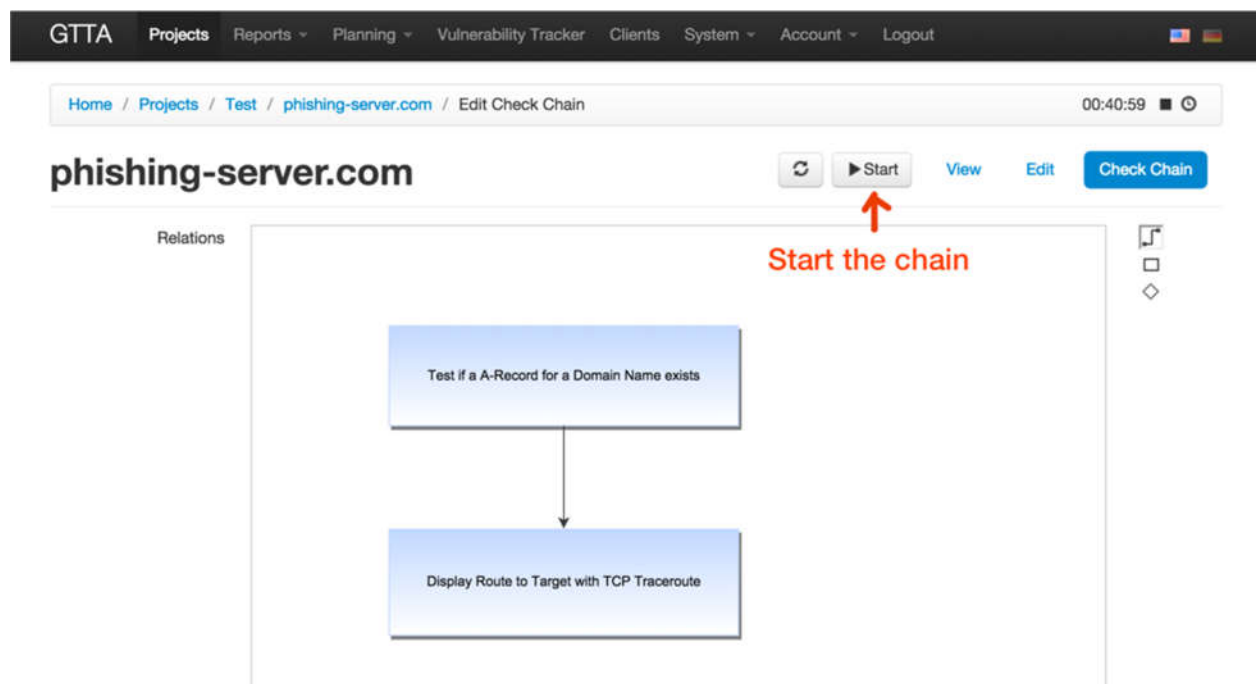 GTTA Projects Reports Planning Vulnerability Tracker Clients System Account Logout
Home / Projects / Test / phishing-server.com / Edit Check Chain 00:40:59
phishing-server.com Start View Edit Check Chain
Relations
Start the chain
Test if a A-Record for a Domain Name exists
Display Route to Target with TCP Traceroute